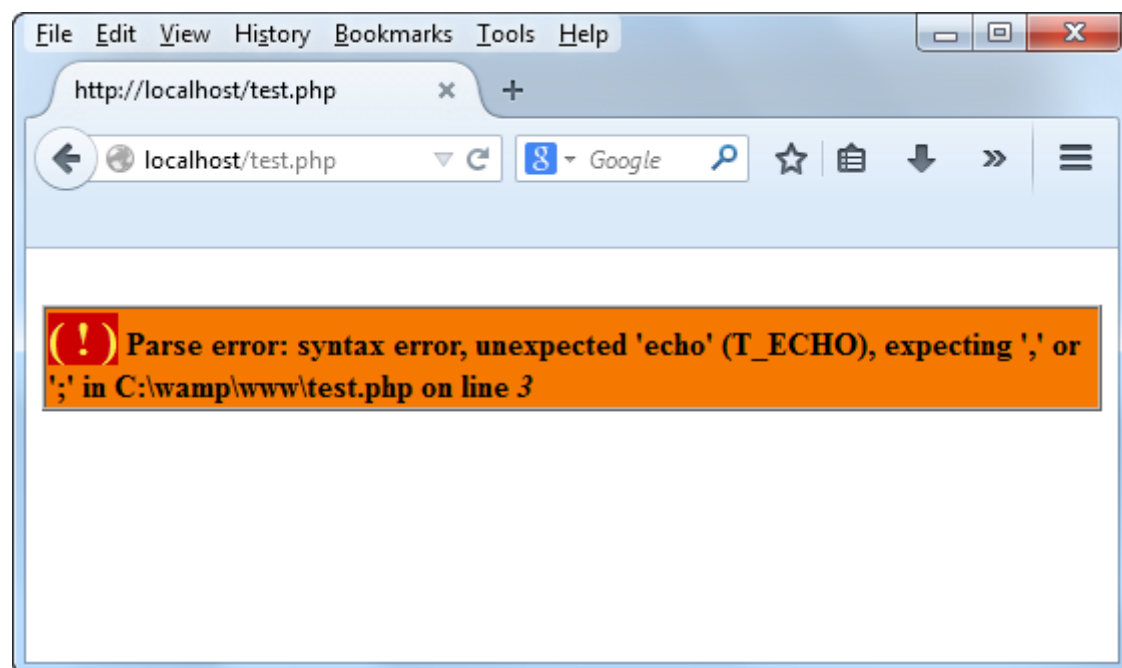 File Edit View History Bookmarks Tools Help
http://localhost/test.php
localhost/test.php
8 Google
( ! ) Parse error: syntax error, unexpected 'echo' (T_ECHO), expecting ',' or
';' in C:\wamp\www\test.php on line 3